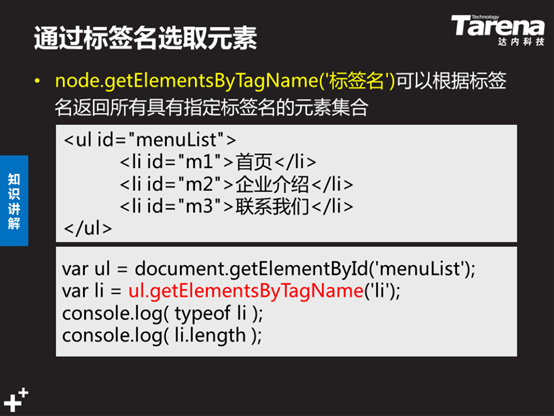 通过标签名选取元素
Technology
Tarena
达内科技
• node.getElementsByTagName('标签名')可以根据标签
名返回所有具有指定标签名的元素集合
<ul id="menuList">
<li id="m1">首页</li>
<li id="m2">企业介绍</li>
<li id="m3">联系我们</li>
</ul>
知识讲解
var ul = document.getElementById('menuList');
var li = ul.getElementsByTagName('li');
console.log( typeof li );
console.log( li.length );